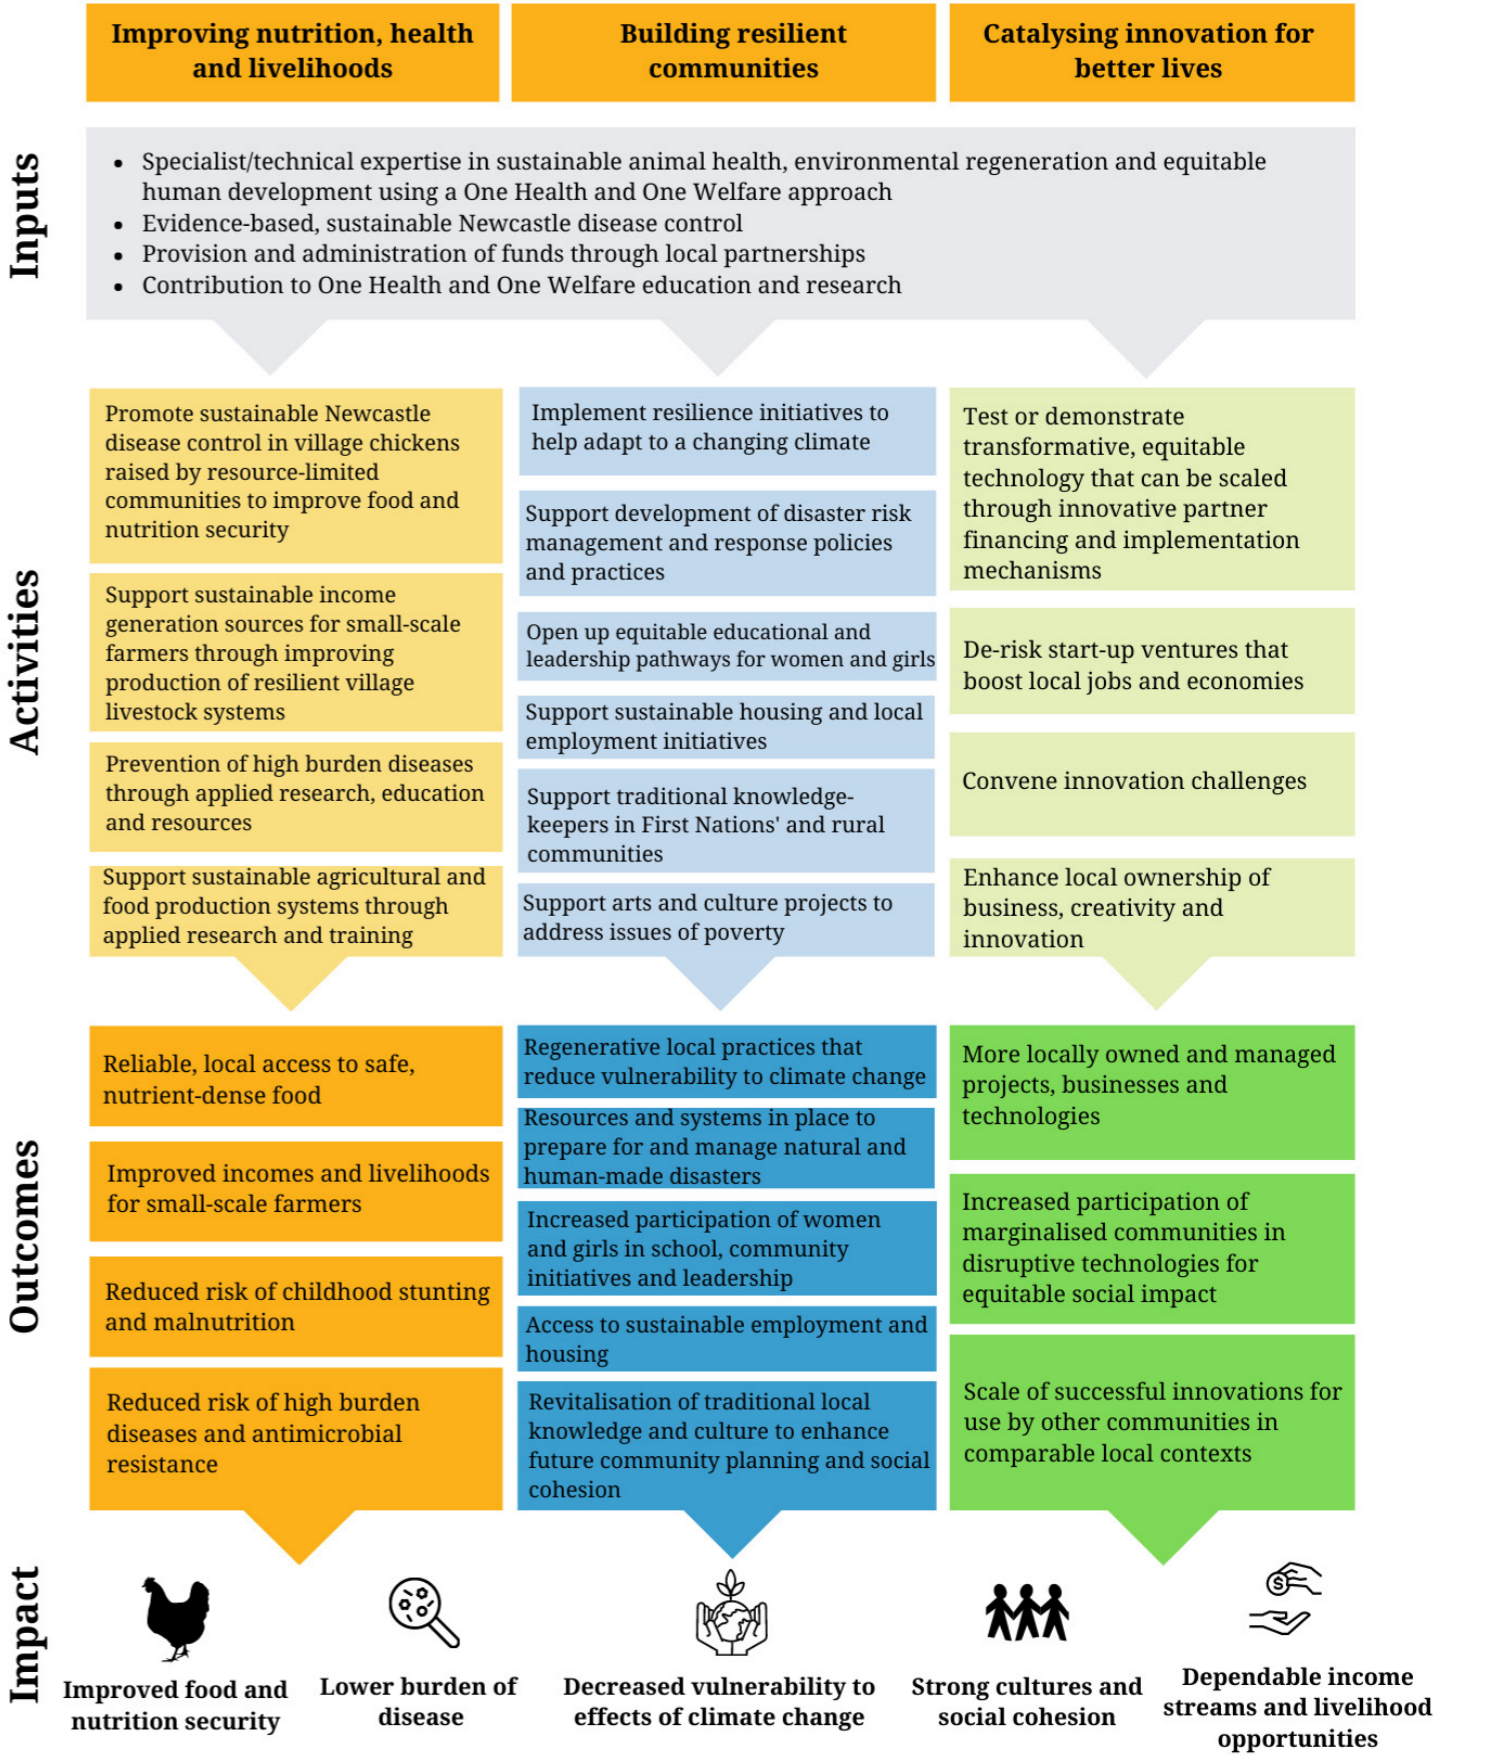 Improving nutrition, health
and livelihoods
Building resilient
communities
Catalysing innovation for
better lives
Inputs
• Specialist/technical expertise in sustainable animal health, environmental regeneration and equitable
human development using a One Health and One Welfare approach
• Evidence-based, sustainable Newcastle disease control
• Provision and administration of funds through local partnerships
• Contribution to One Health and One Welfare education and research
Activities
Promote sustainable Newcastle
disease control in village chickens
raised by resource-limited
communities to improve food and
nutrition security
Support sustainable income
generation sources for small-scale
farmers through improving
production of resilient village
livestock systems
Prevention of high burden diseases
through applied research, education
and resources
Support sustainable agricultural and
food production systems through
applied research and training
Implement resilience initiatives to
help adapt to a changing climate
Support development of disaster risk
management and response policies
and practices
Open up equitable educational and
leadership pathways for women and girls
Support sustainable housing and local
employment initiatives
Support traditional knowledge-
keepers in First Nations' and rural
communities
Support arts and culture projects to
address issues of poverty
Test or demonstrate
transformative, equitable
technology that can be scaled
through innovative partner
financing and implementation
mechanisms
De-risk start-up ventures that
boost local jobs and economies
Convene innovation challenges
Enhance local ownership of
business, creativity and
innovation
Outcomes
Reliable, local access to safe,
nutrient-dense food
Improved incomes and livelihoods
for small-scale farmers
Reduced risk of childhood stunting
and malnutrition
Reduced risk of high burden
diseases and antimicrobial
resistance
Regenerative local practices that
reduce vulnerability to climate change
Resources and systems in place to
prepare for and manage natural and
human-made disasters
Increased participation of women
and girls in school, community
initiatives and leadership
Access to sustainable employment and
housing
Revitalisation of traditional local
knowledge and culture to enhance
future community planning and social
cohesion
More locally owned and managed
projects, businesses and
technologies
Increased participation of
marginalised communities in
disruptive technologies for
equitable social impact
Scale of successful innovations for
use by other communities in
comparable local contexts
Impact
Improved food and
nutrition security
Lower burden of
disease
Decreased vulnerability to
effects of climate change
Strong cultures and
social cohesion
$
Dependable income
streams and livelihood
opportunities